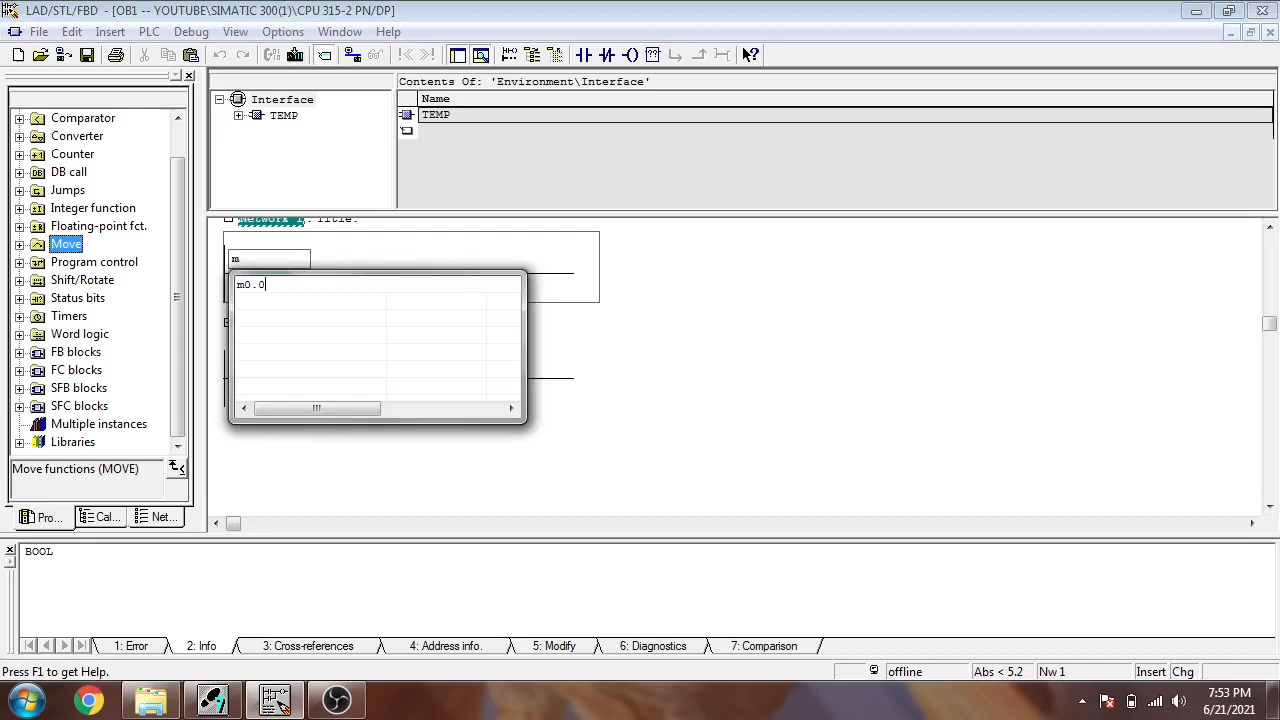 LAD/STL/FBD - [OB1 -- YOUTUBE\SIMATIC 300(1)\CPU 315-2 PN/DP]
File Edit Insert PLC Debug View Options Window Help
Contents Of: 'Environment\Interface'
Interface
TEMP
Name
TEMP
Comparator
Converter
Counter
DB call
Jumps
Integer function
Floating-point fct.
Move
Program control
Shift/Rotate
Status bits
Timers
Word logic
FB blocks
FC blocks
SFB blocks
SFC blocks
Multiple instances
Libraries
Move functions (MOVE)
Pro... Cal... Net...
Network 1: Title:
m
m0.0
BOOL
1: Error 2: Info 3: Cross-references 4: Address info. 5: Modify 6: Diagnostics 7: Comparison
Press F1 to get Help. offline Abs < 5.2 Nw 1 Insert Chg
7:53 PM
6/21/2021